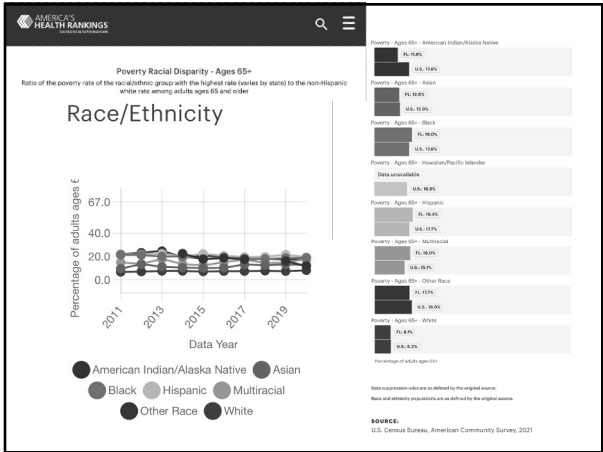 AMERICA'S
HEALTH RANKINGS
UNITED HEALTH FOUNDATION
Poverty Racial Disparity - Ages 65+
Ratio of the poverty rate of the racial/ethnic group with the highest rate (varies by state) to the non-Hispanic
white rate among adults ages 65 and older
Race/Ethnicity
Percentage of adults ages 6
67.0
40.0
20.0
0.0
2011
2013
2015
2017
2019
Data Year
American Indian/Alaska Native
Asian
Black
Hispanic
Multiracial
Other Race
White
Poverty - Ages 65+ - American Indian/Alaska Native
FL: 11.8%
U.S.: 17.6%
Poverty - Ages 65+ - Asian
FL: 12.6%
U.S.: 12.9%
Poverty - Ages 65+ - Black
FL: 19.0%
U.S.: 17.6%
Poverty - Ages 65+ - Hawaiian/Pacific Islander
Data unavailable
U.S.: 16.5%
Poverty - Ages 65+ - Hispanic
FL: 19.4%
U.S.: 17.7%
Poverty - Ages 65+ - Multiracial
FL: 18.0%
U.S.: 15.1%
Poverty - Ages 65+ - Other Race
FL: 17.7%
U.S.: 16.9%
Poverty - Ages 65+ - White
FL: 8.1%
U.S.: 8.2%
Percentage of adults ages 65+
Data suppression rules are as defined by the original source.
Race and ethnicity populations are as defined by the original source.
SOURCE:
U.S. Census Bureau, American Community Survey, 2021